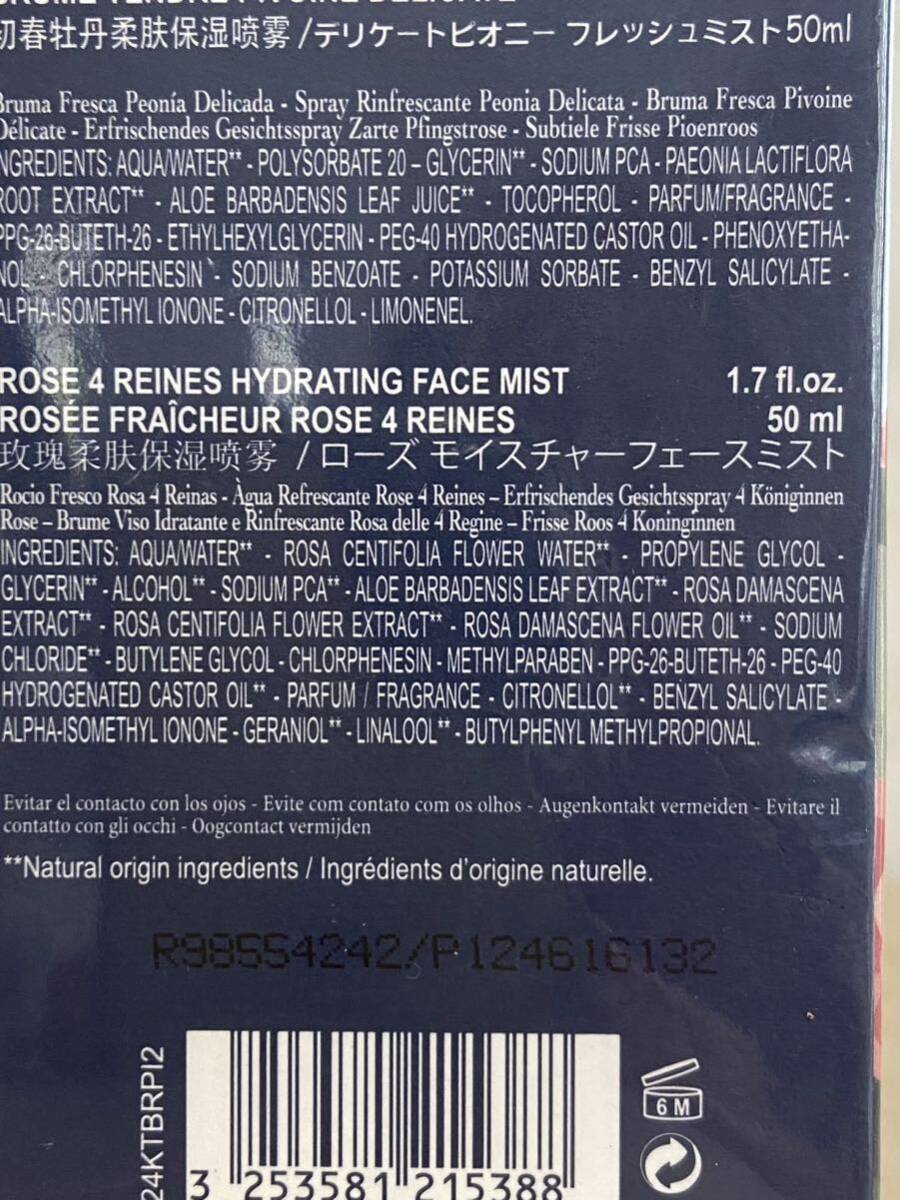 初春牡丹柔肤保湿喷雾 /デリケートピオニー フレッシュミスト50ml
Bruma Fresca Peonía Delicada - Spray Rinfrescante Peonia Delicata - Bruma Fresca Pivoine
Délicate - Erfrischendes Gesichtsspray Zarte Pfingstrose - Subtiele Frisse Pioenroos
INGREDIENTS: AQUA/WATER** - POLYSORBATE 20 – GLYCERIN** - SODIUM PCA - PAEONIA LACTIFLORA
ROOT EXTRACT** - ALOE BARBADENSIS LEAF JUICE** - TOCOPHEROL - PARFUM/FRAGRANCE -
PPG-26-BUTETH-26 - ETHYLHEXYLGLYCERIN - PEG-40 HYDROGENATED CASTOR OIL - PHENOXYETHA-
NOL - CHLORPHENESIN - SODIUM BENZOATE - POTASSIUM SORBATE - BENZYL SALICYLATE -
ALPHA-ISOMETHYL IONONE - CITRONELLOL - LIMONENEL.
ROSE 4 REINES HYDRATING FACE MIST 1.7 fl.oz.
ROSÉE FRAÎCHEUR ROSE 4 REINES 50 ml
玫瑰柔肤保湿喷雾 /ローズ モイスチャーフェースミスト
Rocio Fresco Rosa 4 Reinas - Àgua Refrescante Rose 4 Reines – Erfrischendes Gesichtsspray 4 Königinnen
Rose – Brume Viso Idratante e Rinfrescante Rosa delle 4 Regine – Frisse Roos 4 Koninginnen
INGREDIENTS: AQUA/WATER** - ROSA CENTIFOLIA FLOWER WATER** - PROPYLENE GLYCOL -
GLYCERIN** - ALCOHOL** - SODIUM PCA** - ALOE BARBADENSIS LEAF EXTRACT** - ROSA DAMASCENA
EXTRACT** - ROSA CENTIFOLIA FLOWER EXTRACT** - ROSA DAMASCENA FLOWER OIL** - SODIUM
CHLORIDE** - BUTYLENE GLYCOL - CHLORPHENESIN - METHYLPARABEN - PPG-26-BUTETH-26 - PEG-40
HYDROGENATED CASTOR OIL** - PARFUM / FRAGRANCE - CITRONELLOL** - BENZYL SALICYLATE -
ALPHA-ISOMETHYL IONONE - GERANIOL** - LINALOOL** - BUTYLPHENYL METHYLPROPIONAL.
Evitar el contacto con los ojos - Evite com contato com os olhos - Augenkontakt vermeiden - Evitare il
contatto con gli occhi - Oogcontact vermijden
**Natural origin ingredients / Ingrédients d'origine naturelle.
R98554242/P124616132
24KTBRPI2
6 M
3 253581 215388